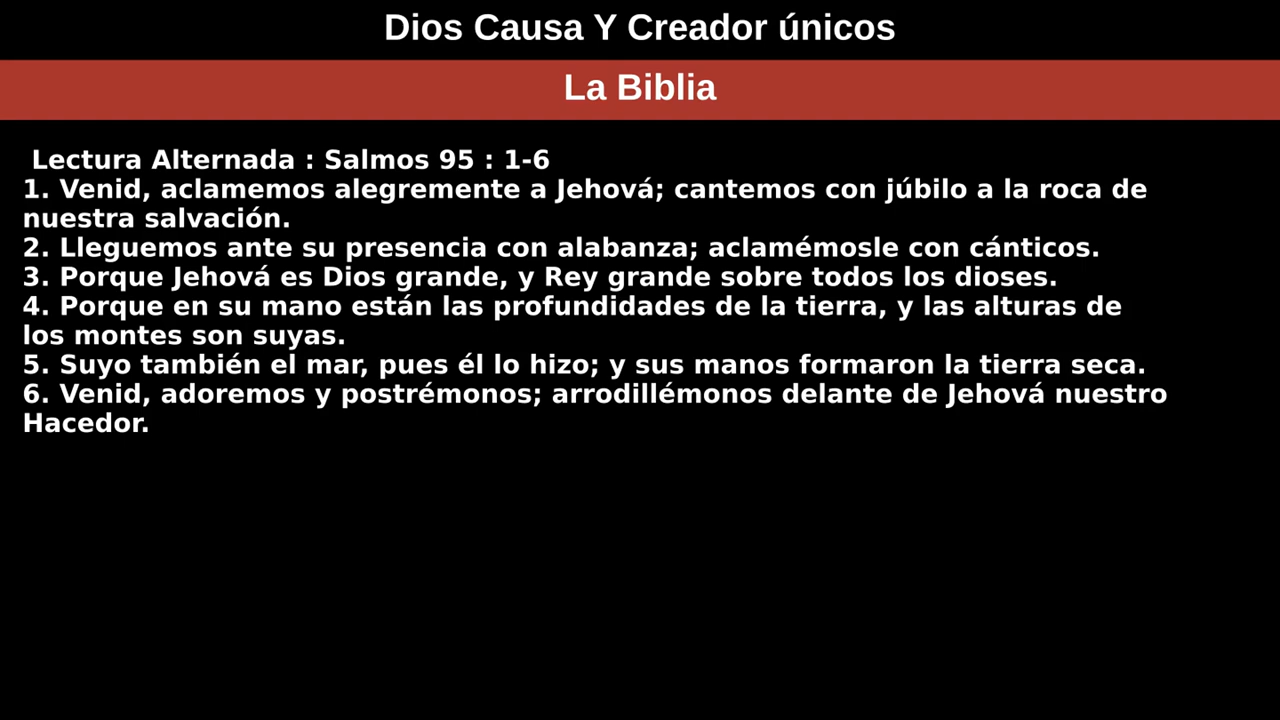 Dios Causa Y Creador únicos
La Biblia
Lectura Alternada : Salmos 95 : 1-6
1. Venid, aclamemos alegremente a Jehová; cantemos con júbilo a la roca de
nuestra salvación.
2. Lleguemos ante su presencia con alabanza; aclamémosle con cánticos.
3. Porque Jehová es Dios grande, y Rey grande sobre todos los dioses.
4. Porque en su mano están las profundidades de la tierra, y las alturas de
los montes son suyas.
5. Suyo también el mar, pues él lo hizo; y sus manos formaron la tierra seca.
6. Venid, adoremos y postrémonos; arrodillémonos delante de Jehová nuestro
Hacedor.